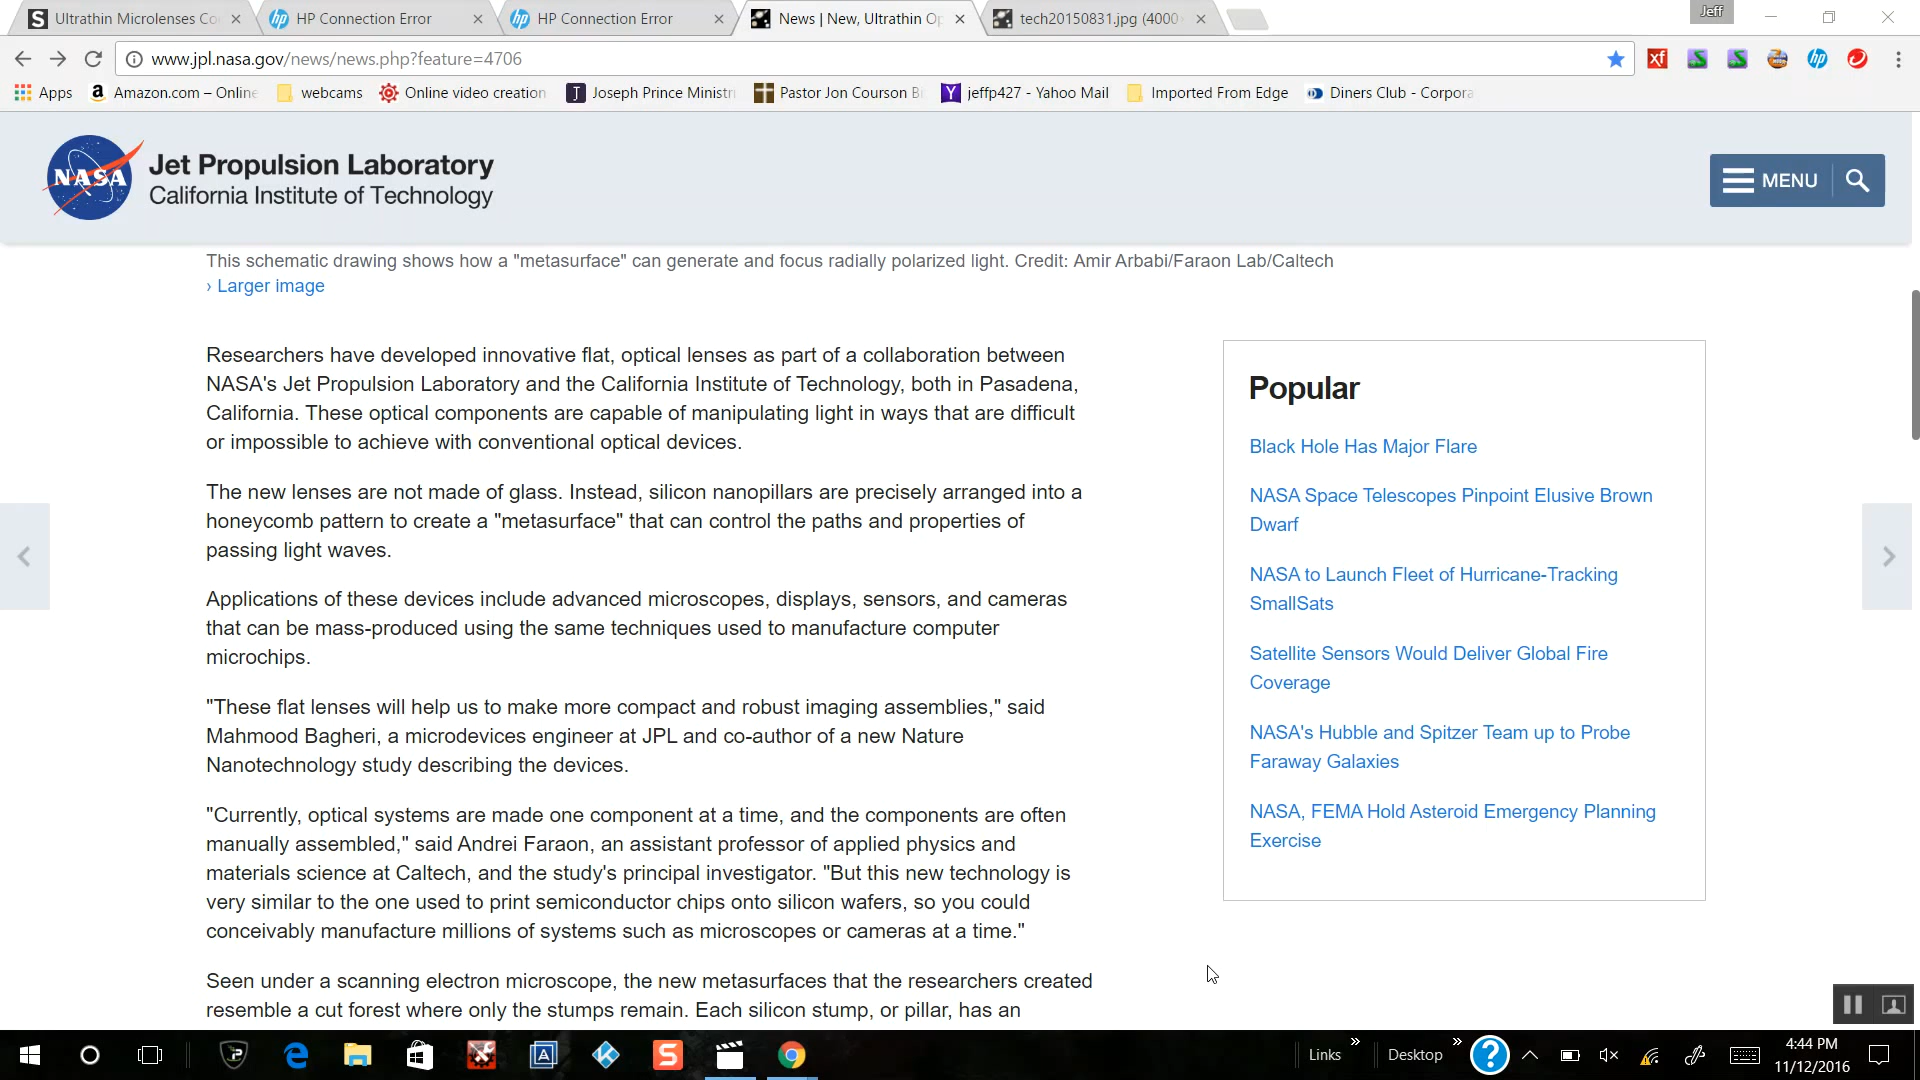 Ultrathin Microlenses Co
HP Connection Error
HP Connection Error
News | New, Ultrathin Op
tech20150831.jpg (4000
Jeff
www.jpl.nasa.gov/news/news.php?feature=4706
Apps
Amazon.com – Online
webcams
Online video creation
Joseph Prince Ministri
Pastor Jon Courson B
jeffp427 - Yahoo Mail
Imported From Edge
Diners Club - Corpora
NASA
Jet Propulsion Laboratory
California Institute of Technology
MENU
This schematic drawing shows how a "metasurface" can generate and focus radially polarized light. Credit: Amir Arbabi/Faraon Lab/Caltech
› Larger image
Researchers have developed innovative flat, optical lenses as part of a collaboration between
NASA's Jet Propulsion Laboratory and the California Institute of Technology, both in Pasadena,
California. These optical components are capable of manipulating light in ways that are difficult
or impossible to achieve with conventional optical devices.
The new lenses are not made of glass. Instead, silicon nanopillars are precisely arranged into a
honeycomb pattern to create a "metasurface" that can control the paths and properties of
passing light waves.
Applications of these devices include advanced microscopes, displays, sensors, and cameras
that can be mass-produced using the same techniques used to manufacture computer
microchips.
"These flat lenses will help us to make more compact and robust imaging assemblies," said
Mahmood Bagheri, a microdevices engineer at JPL and co-author of a new Nature
Nanotechnology study describing the devices.
"Currently, optical systems are made one component at a time, and the components are often
manually assembled," said Andrei Faraon, an assistant professor of applied physics and
materials science at Caltech, and the study's principal investigator. "But this new technology is
very similar to the one used to print semiconductor chips onto silicon wafers, so you could
conceivably manufacture millions of systems such as microscopes or cameras at a time."
Seen under a scanning electron microscope, the new metasurfaces that the researchers created
resemble a cut forest where only the stumps remain. Each silicon stump, or pillar, has an
Popular
Black Hole Has Major Flare
NASA Space Telescopes Pinpoint Elusive Brown
Dwarf
NASA to Launch Fleet of Hurricane-Tracking
SmallSats
Satellite Sensors Would Deliver Global Fire
Coverage
NASA's Hubble and Spitzer Team up to Probe
Faraway Galaxies
NASA, FEMA Hold Asteroid Emergency Planning
Exercise
Links
Desktop
4:44 PM
11/12/2016